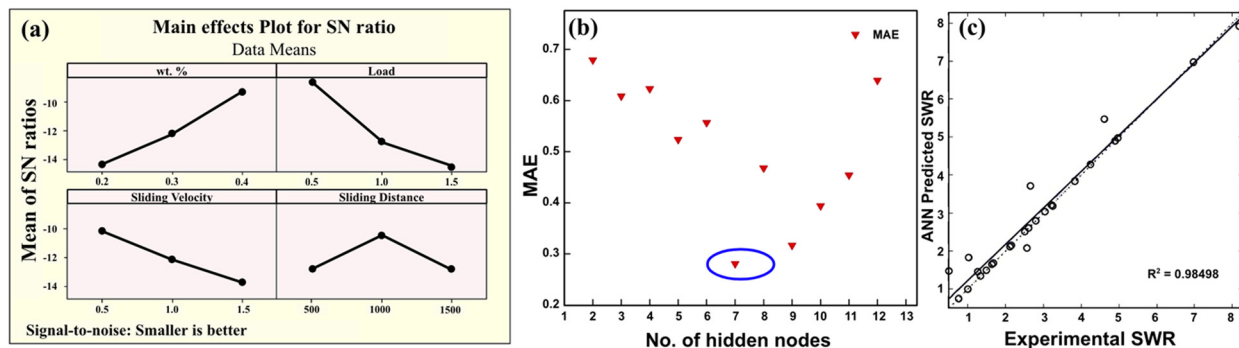 (a)
Main effects Plot for SN ratio
Data Means
wt. %
Load
Mean of SN ratios
-10
-12
-14
0.2 0.3 0.4
0.5 1.0 1.5
Sliding Velocity
Sliding Distance
-10
-12
-14
0.5 1.0 1.5
500 1000 1500
Signal-to-noise: Smaller is better
(b)
MAE
MAE
0.7
0.6
0.5
0.4
0.3
0.2
1 2 3 4 5 6 7 8 9 10 11 12 13
No. of hidden nodes
(c)
ANN Predicted SWR
8
7
6
5
4
3
2
1
R² = 0.98498
1 2 3 4 5 6 7 8
Experimental SWR